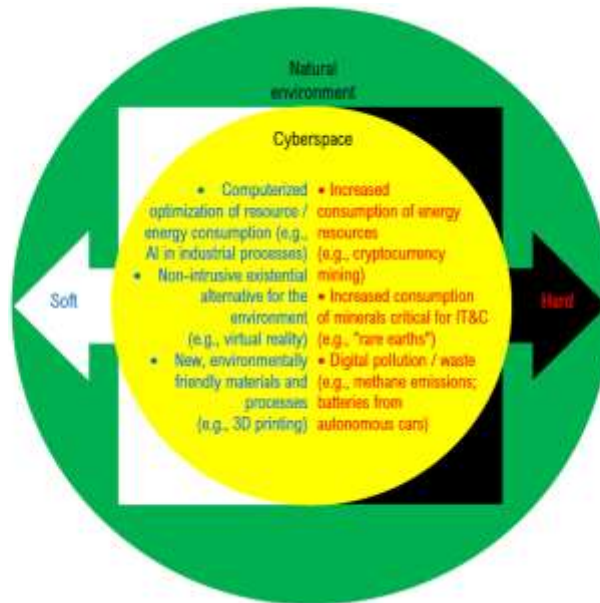 Natural
environment
Cyberspace
• Computerized
optimization of resource /
energy consumption (e.g.,
AI in industrial processes)
• Non-intrusive existential
alternative for the
environment
(e.g., virtual reality)
• New, environmentally
friendly materials and
processes
(e.g., 3D printing)
• Increased
consumption of energy
resources
(e.g., cryptocurrency
mining)
• Increased consumption
of minerals critical for IT&C
(e.g., "rare earths")
• Digital pollution / waste
(e.g., methane emissions;
batteries from
autonomous cars)
Soft
Hard